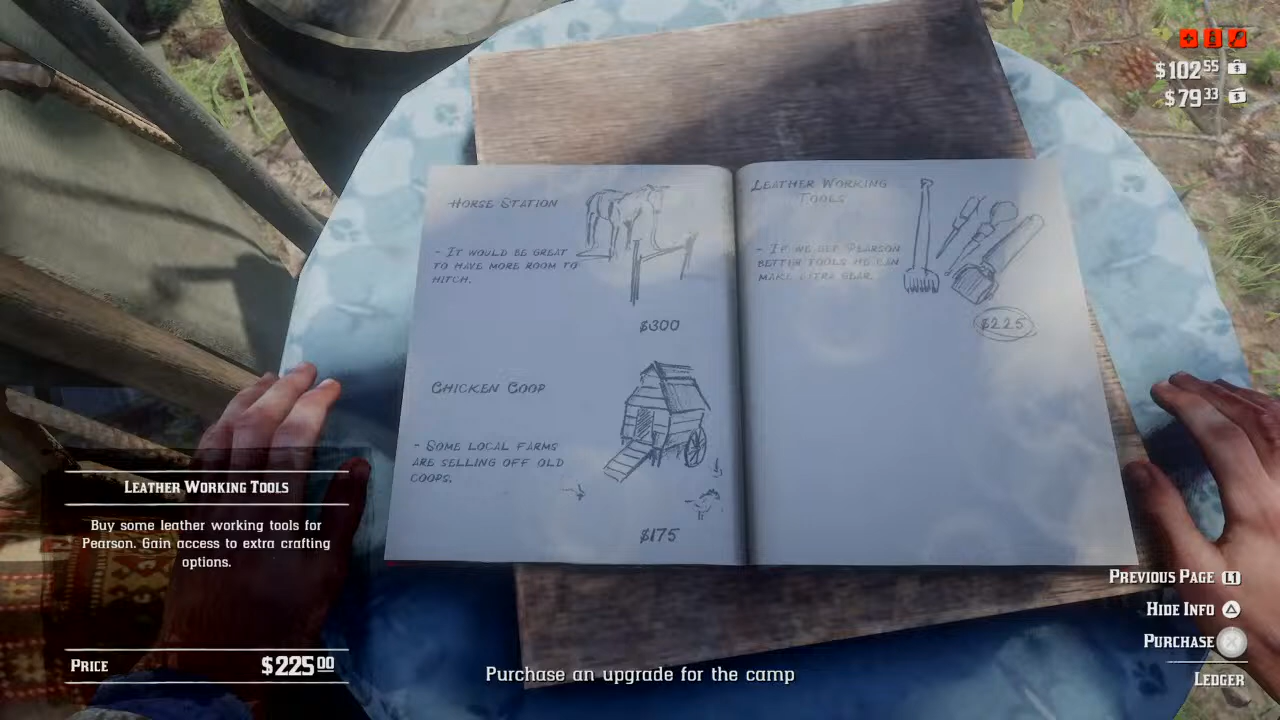 $102 55
$79 33
HORSE STATION
- IT WOULD BE GREAT
TO HAVE MORE ROOM TO
HITCH.
$300
CHICKEN COOP
- SOME LOCAL FARMS
ARE SELLING OFF OLD
COOPS.
$175
LEATHER WORKING
TOOLS
- IF WE GET PEARSON
BETTER TOOLS HE CAN
MAKE EXTRA GEAR.
$225
LEATHER WORKING TOOLS
Buy some leather working tools for
Pearson. Gain access to extra crafting
options.
PRICE $225 00
Purchase an upgrade for the camp
PREVIOUS PAGE L1
HIDE INFO
PURCHASE
LEDGER